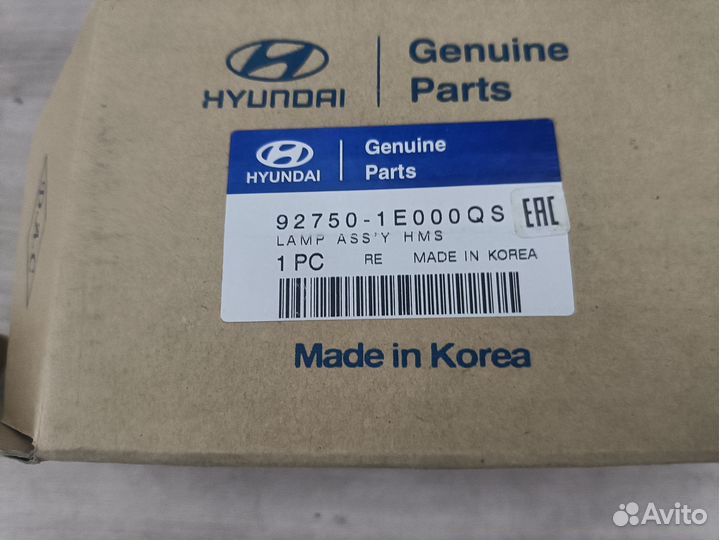 HYUNDAI
Genuine
Parts
HYUNDAI
Genuine
Parts
92750-1E000QS
EAC
LAMP ASS'Y HMS
1 PC RE MADE IN KOREA
Made in Korea
Avito